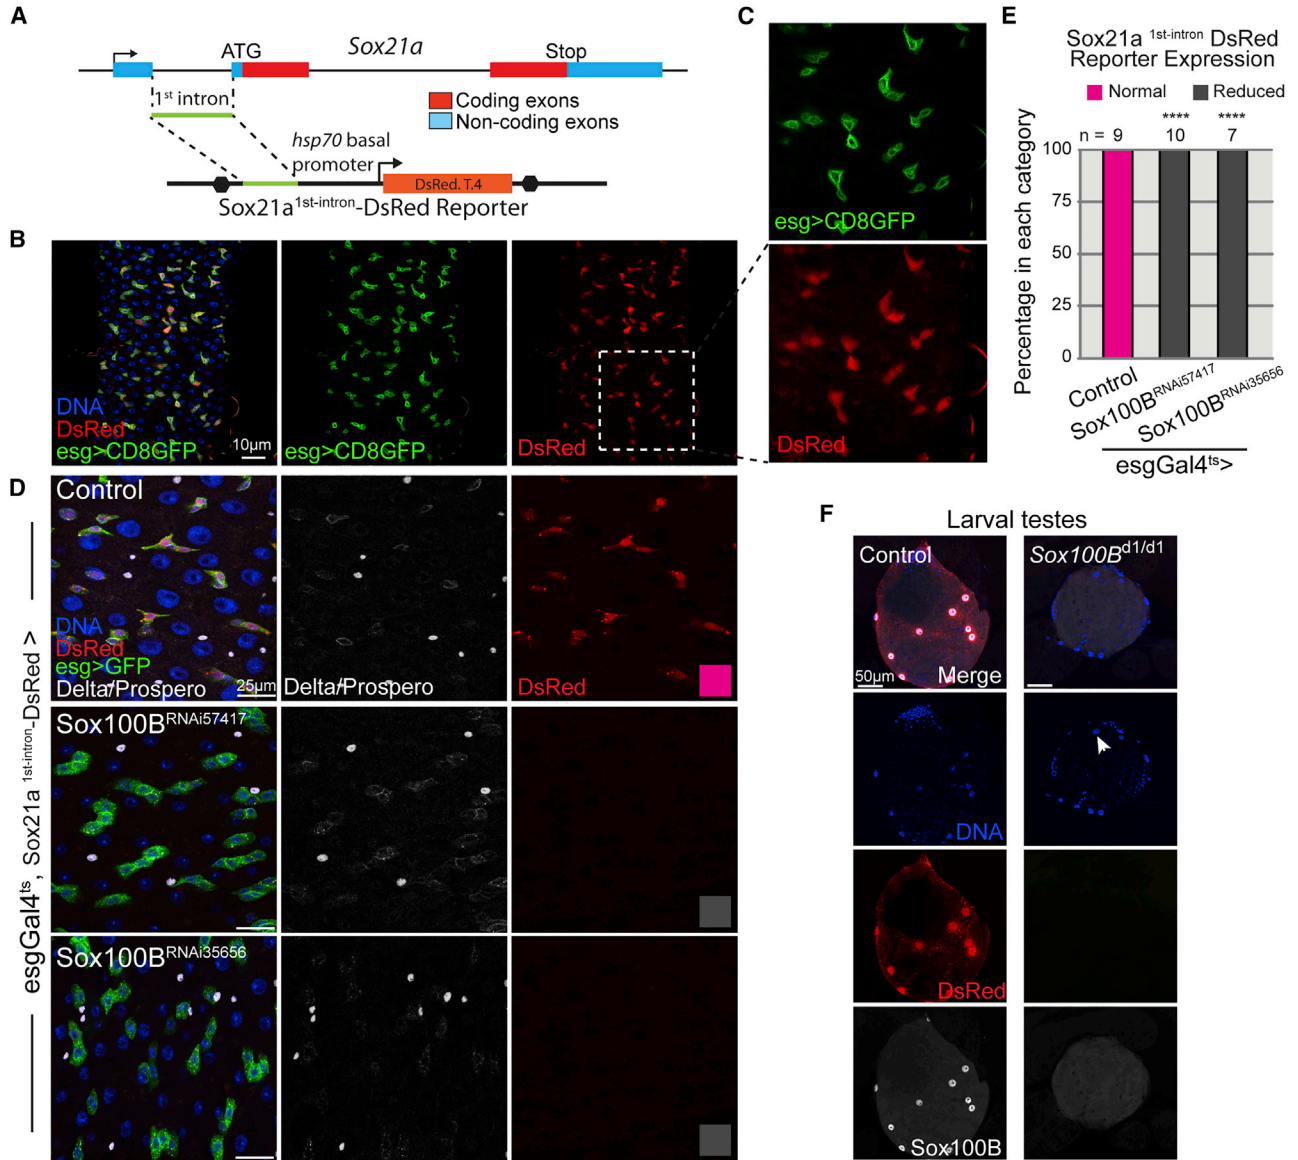 A
ATG
Sox21a
Stop
1st intron
Coding exons
Non-coding exons
hsp70 basal
promoter
DsRed. T.4
Sox21a1st-intron-DsRed Reporter
B
DNA
DsRed
esg>CD8GFP
10μm
esg>CD8GFP
DsRed
C
esg>CD8GFP
DsRed
D
esgGal4ts, Sox21a 1st-intron-DsRed >
Control
DNA
DsRed
esg>GFP
Delta/Prospero
25μm
Delta/Prospero
DsRed
Sox100BRNAi57417
Sox100BRNAi35656
E
Sox21a 1st-intron DsRed
Reporter Expression
Normal
Reduced
**** ****
n = 9 10 7
Percentage in each category
100
75
50
25
0
Control
Sox100BRNAi57417
Sox100BRNAi35656
esgGal4ts>
F
Larval testes
Control
Sox100Bd1/d1
50μm
Merge
DNA
DsRed
Sox100B